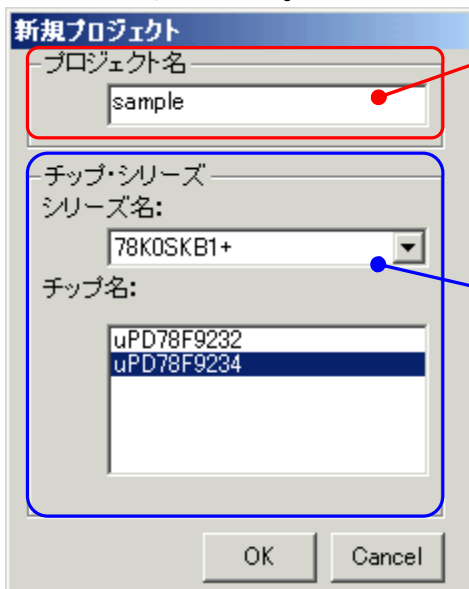 新規プロジェクト
プロジェクト名
sample
チップ・シリーズ
シリーズ名:
78K0SKB1+
チップ名:
uPD78F9232
uPD78F9234
OK Cancel